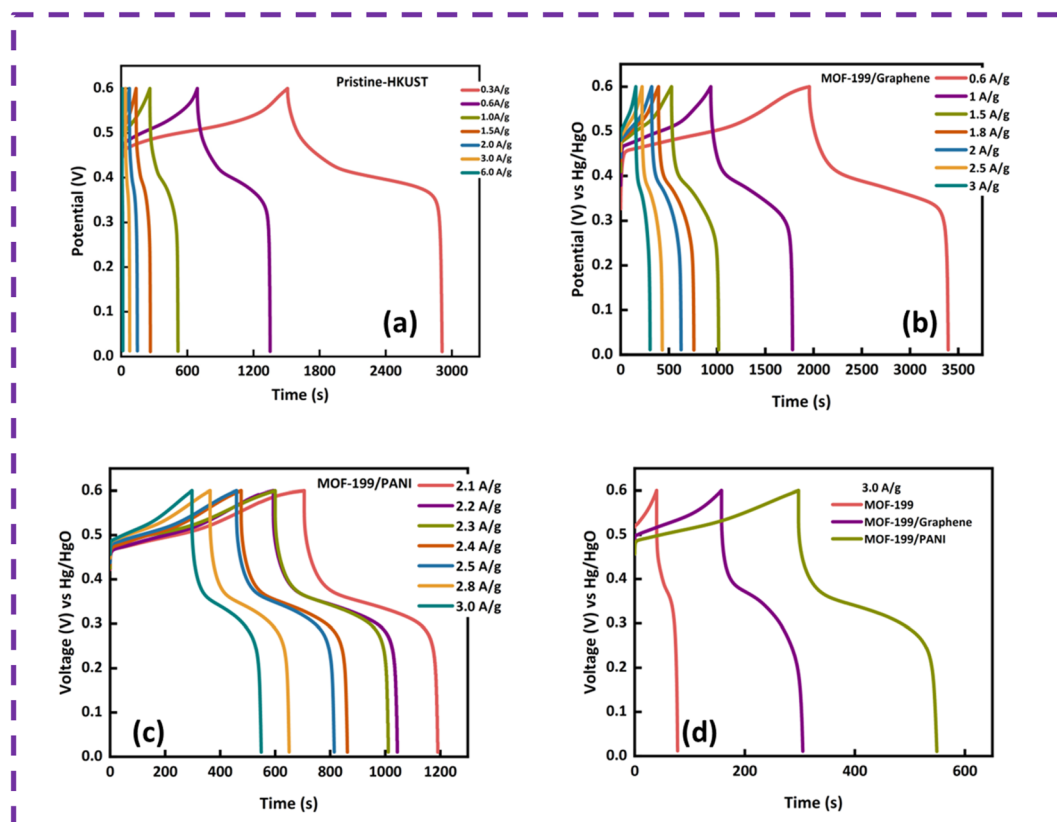 Pristine-HKUST
0.3A/g
0.6A/g
1.0A/g
1.5A/g
2.0 A/g
3.0 A/g
6.0 A/g
0.6
0.5
0.4
0.3
0.2
0.1
0.0
Potential (V)
(a)
0 600 1200 1800 2400 3000
Time (s)
MOF-199/Graphene
0.6 A/g
1 A/g
1.5 A/g
1.8 A/g
2 A/g
2.5 A/g
3 A/g
0.6
0.5
0.4
0.3
0.2
0.1
0.0
Potential (V) vs Hg/HgO
(b)
0 500 1000 1500 2000 2500 3000 3500
Time (s)
MOF-199/PANI
2.1 A/g
2.2 A/g
2.3 A/g
2.4 A/g
2.5 A/g
2.8 A/g
3.0 A/g
0.6
0.5
0.4
0.3
0.2
0.1
0.0
Voltage (V) vs Hg/HgO
(c)
0 200 400 600 800 1000 1200
Time (s)
3.0 A/g
MOF-199
MOF-199/Graphene
MOF-199/PANI
0.6
0.5
0.4
0.3
0.2
0.1
0.0
Voltage (V) vs Hg/HgO
(d)
0 200 400 600
Time (s)